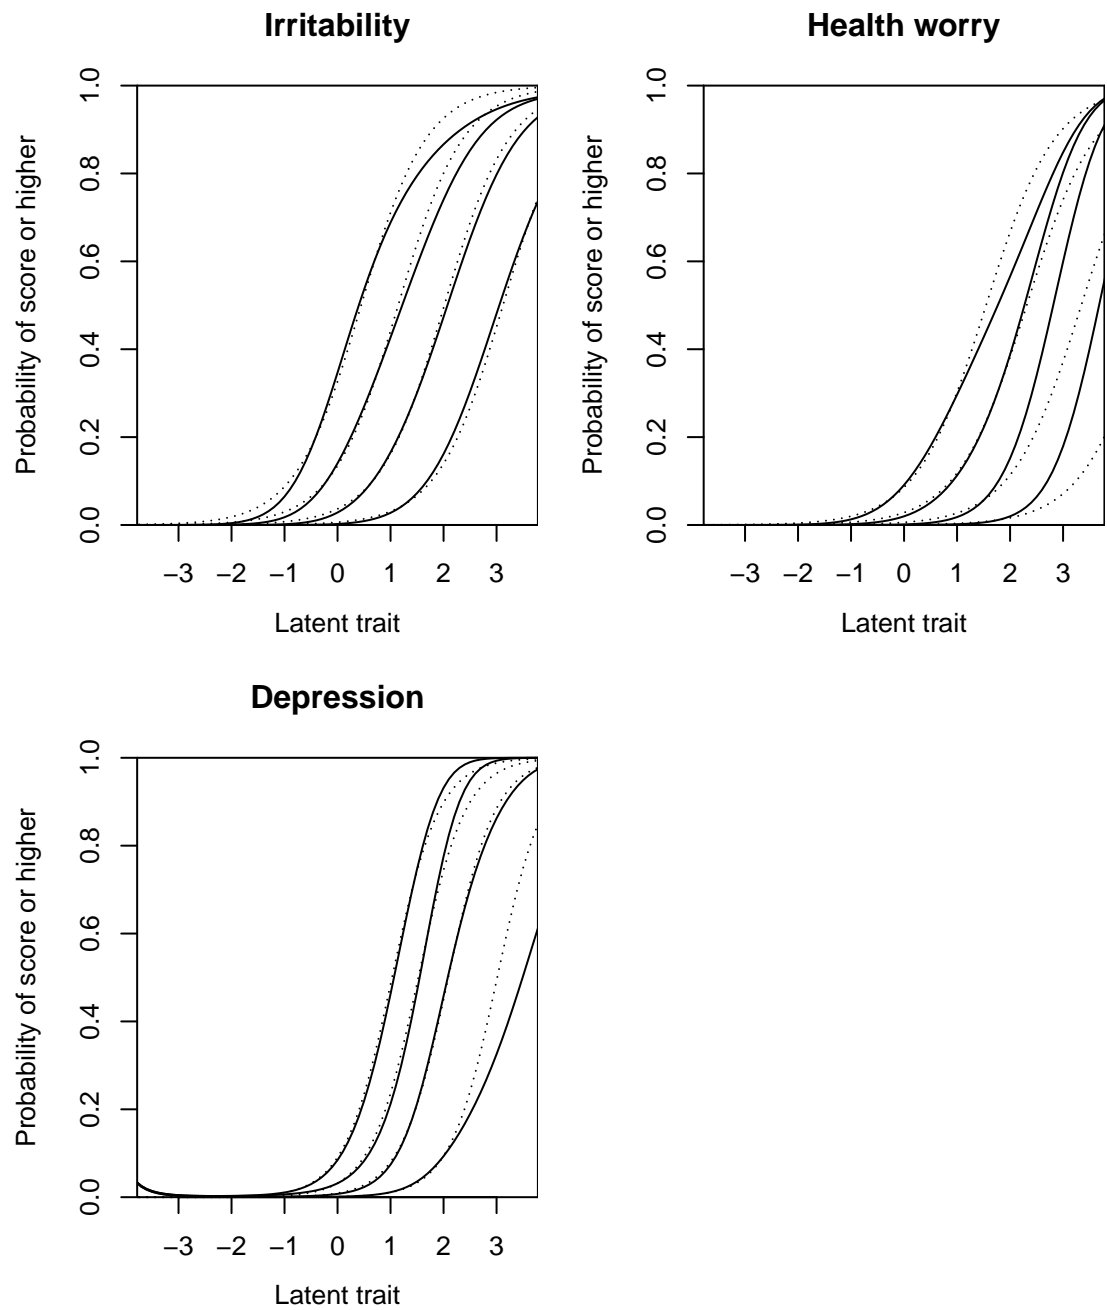 Irritability
Probability of score or higher
0.0 0.2 0.4 0.6 0.8 1.0
−3 −2 −1 0 1 2 3
Latent trait
Health worry
Probability of score or higher
0.0 0.2 0.4 0.6 0.8 1.0
−3 −2 −1 0 1 2 3
Latent trait
Depression
Probability of score or higher
0.0 0.2 0.4 0.6 0.8 1.0
−3 −2 −1 0 1 2 3
Latent trait